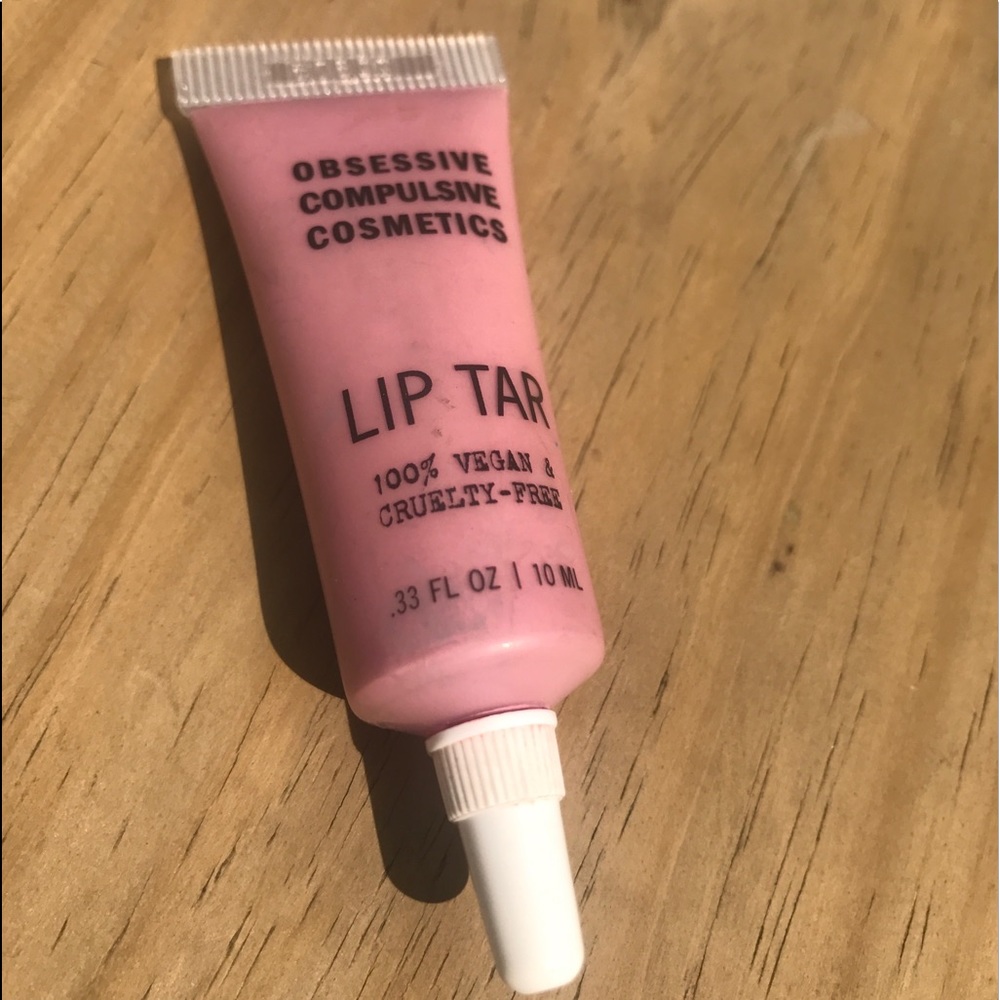 OBSESSIVE
COMPULSIVE
COSMETICS
LIP TAR
100% VEGAN &
CRUELTY-FREE
.33 FL OZ | 10 ML